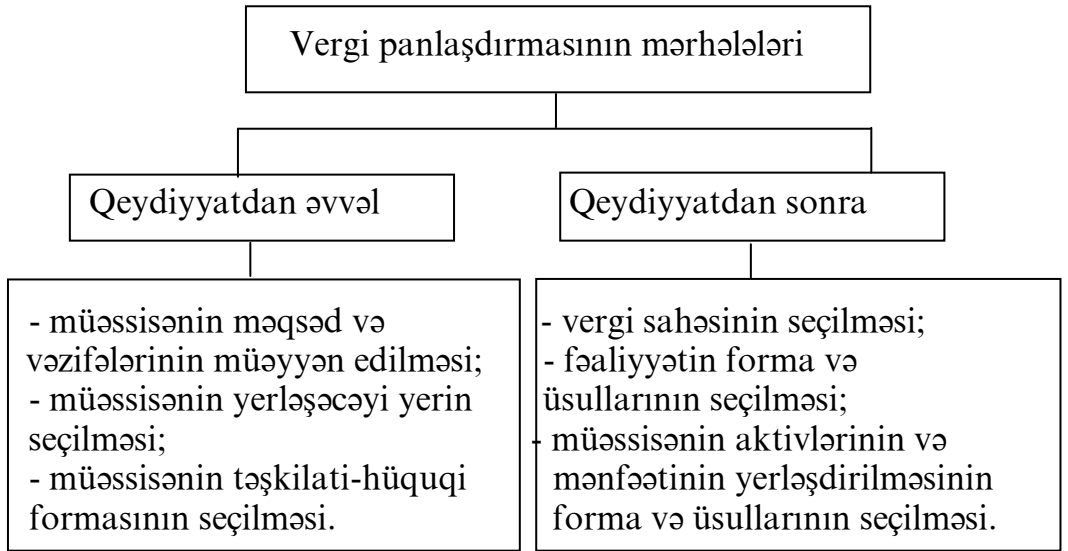 Vergi panlaşdırmasının mərhələləri
Qeydiyyatdan əvvəl
Qeydiyyatdan sonra
- müəssisənin məqsəd və
vəzifələrinin müəyyən edilməsi;
- müəssisənin yerləşəcəyi yerin
seçilməsi;
- müəssisənin təşkilati-hüquqi
formasının seçilməsi.
- vergi sahəsinin seçilməsi;
- fəaliyyətin forma və
üsullarının seçilməsi;
- müəssisənin aktivlərinin və
mənfəətinin yerləşdirilməsinin
forma və üsullarının seçilməsi.